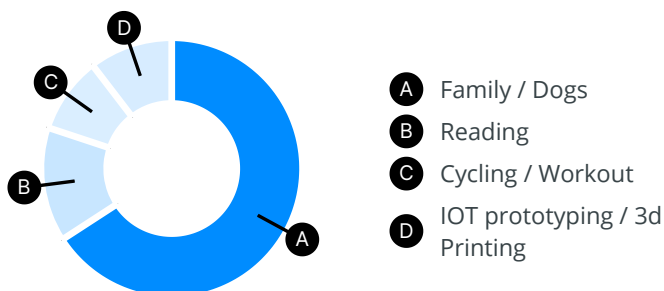 D
C
B
A
A Family / Dogs
B Reading
C Cycling / Workout
D IOT prototyping / 3d
Printing